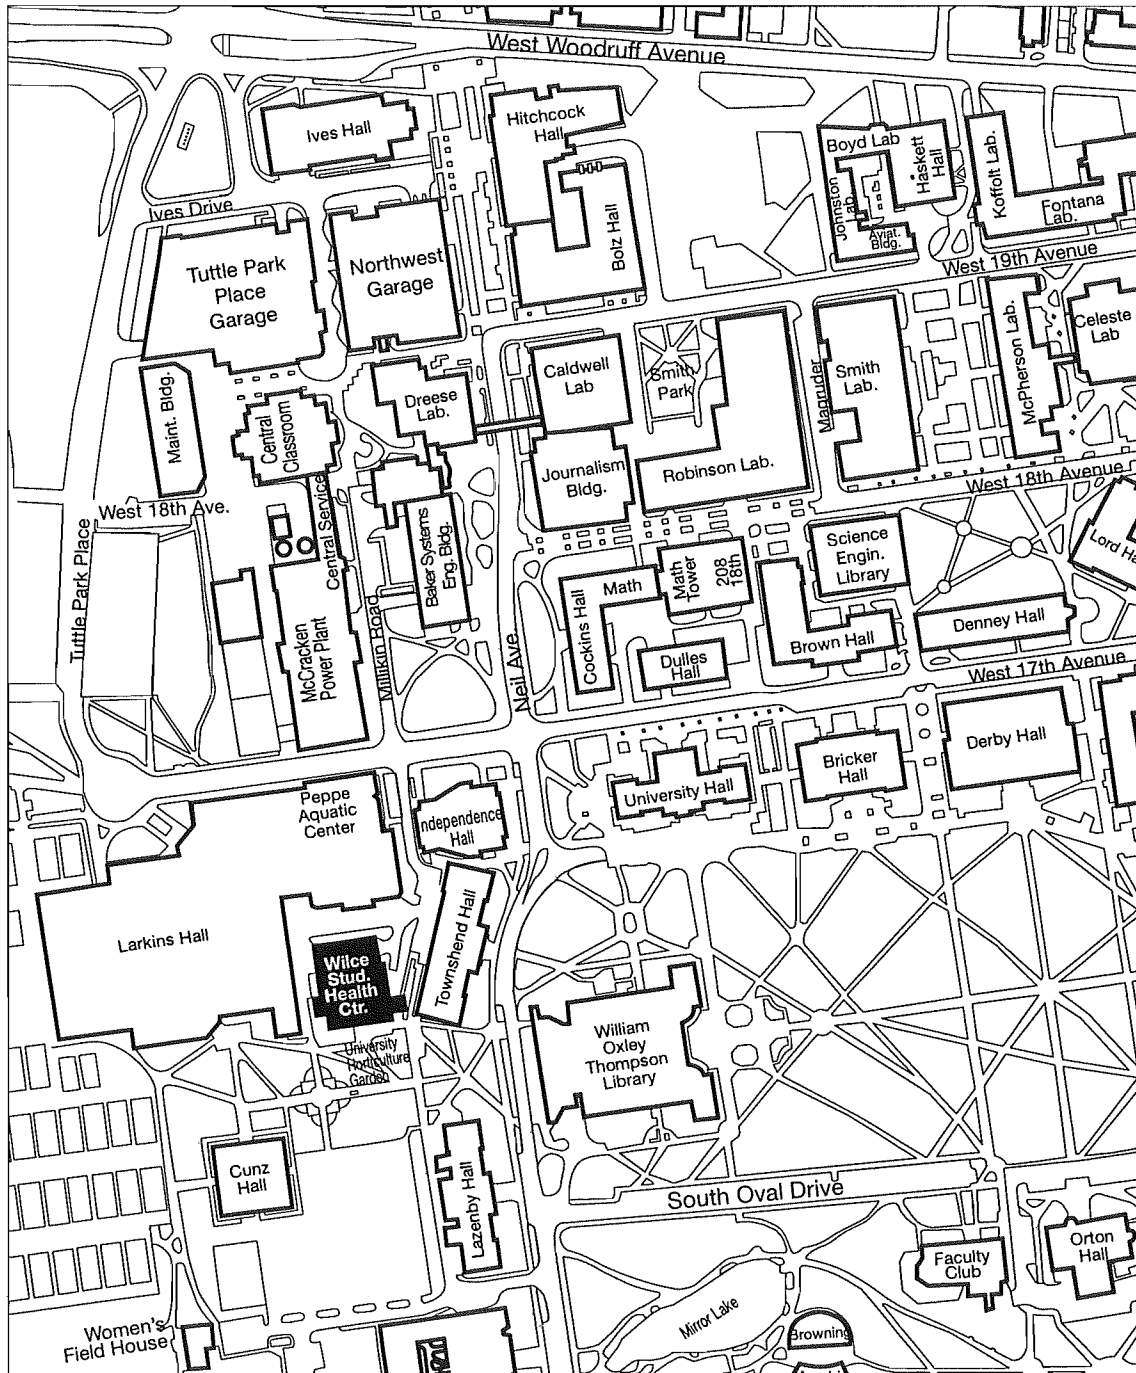 West Woodruff Avenue
Ives Hall
Hitchcock
Hall
Boyd Lab
Haskett
Hall
Koffolt Lab.
Johnston
Lab.
Fontana
Lab.
Aviat.
Bldg.
Ives Drive
Bolz Hall
Tuttle Park
Place
Garage
Northwest
Garage
West 19th Avenue
McPherson Lab.
Celeste
Lab
Caldwell
Lab
Smith
Park
Magruder
Smith
Lab.
Maint. Bldg.
Dreese
Lab.
Central
Classroom
Journalism
Bldg.
Robinson Lab.
West 18th Avenue
West 18th Ave.
Central Service
Baker Systems
Eng. Bldg.
Science
Engin.
Library
Lord Ha
Tuttle Park Place
Math
Math
Tower
208
18th
Cockins Hall
Denney Hall
Brown Hall
Dulles
Hall
McCracken
Power Plant
Millikin Road
Neil Ave.
West 17th Avenue
Derby Hall
Bricker
Hall
University Hall
Peppe
Aquatic
Center
ndependence
Hall
Larkins Hall
Townshend Hall
Wilce
Stud.
Health
Ctr.
University
Horticulture
Garden
William
Oxley
Thompson
Library
Cunz
Hall
Lazenby Hall
South Oval Drive
Faculty
Club
Orton
Hall
Mirror Lake
Browning
Women's
Field House